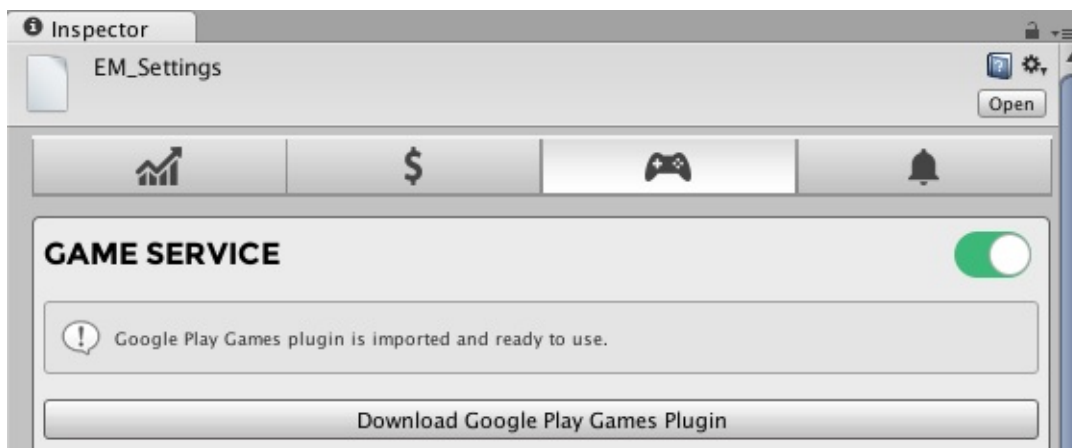 Inspector
EM_Settings
Open
$
GAME SERVICE
Google Play Games plugin is imported and ready to use.
Download Google Play Games Plugin